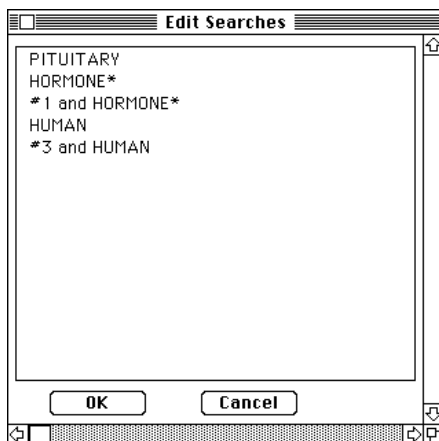 Edit Searches
PITUITARY
HORMONE*
#1 and HORMONE*
HUMAN
#3 and HUMAN
OK Cancel